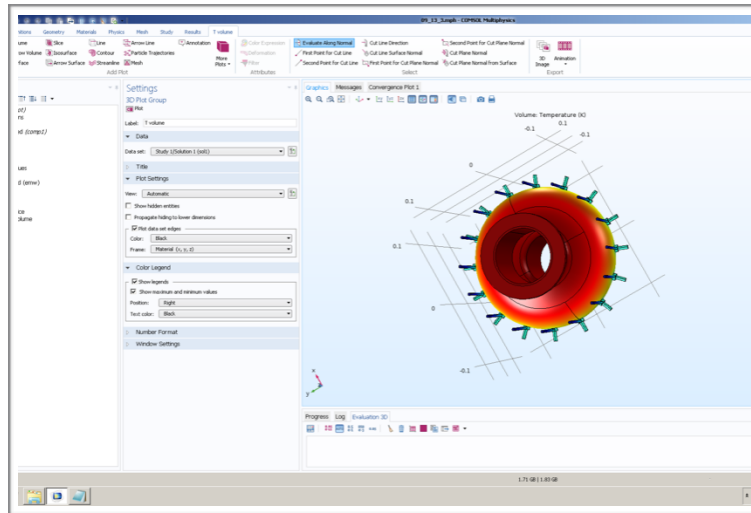 09_13_3.mph - COMSOL Multiphysics
Geometry Materials Physics Mesh Study Results T volume
Slice Line Arrow Line Annotation Color Expression Evaluate Along Normal Cut Line Direction Second Point for Cut Plane Normal
Isosurface Contour Particle Trajectories Deformation First Point for Cut Line Cut Line Surface Normal Cut Plane Normal
Arrow Surface Streamline Mesh More Plots Filter Second Point for Cut Line First Point for Cut Plane Normal Cut Plane Normal from Surface 3D Image Animation
Add Plot Attributes Select Export
Settings
3D Plot Group
Plot
Label: T volume
Data
Data set: Study 1/Solution 1 (sol1)
Title
Plot Settings
View: Automatic
Show hidden entities
Propagate hiding to lower dimensions
Plot data set edges
Color: Black
Frame: Material (x, y, z)
Color Legend
Show legends
Show maximum and minimum values
Position: Right
Text color: Black
Number Format
Window Settings
(comp1)
(emw)
Graphics Messages Convergence Plot 1
Volume: Temperature (K)
0.1
-0.1
-0.1
0
0.1
0.1
0
-0.1
x
y
Progress Log Evaluation 3D
1.71 GB | 1.83 GB